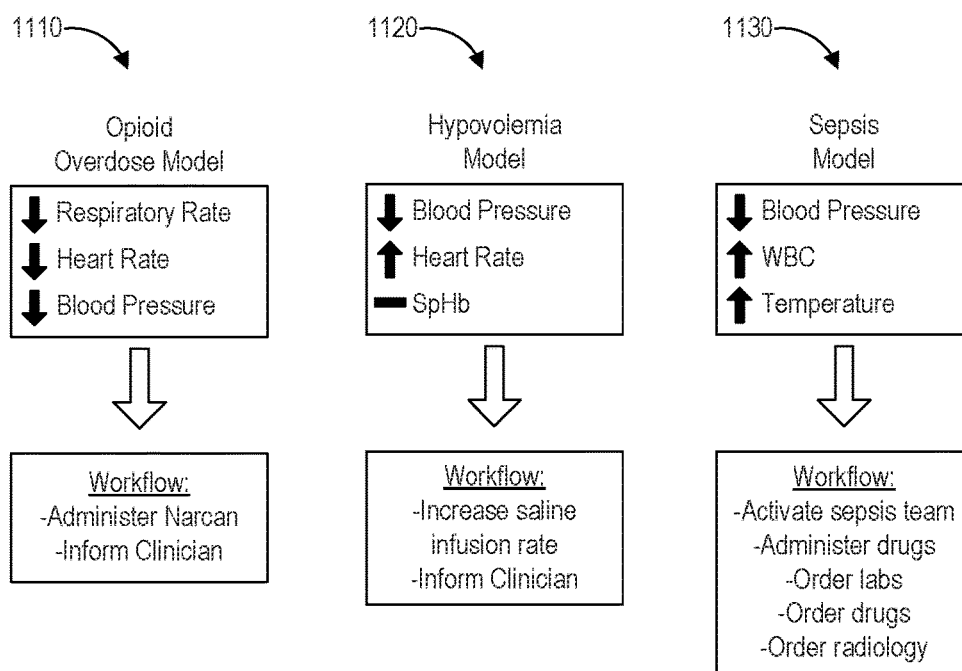 1110
Opioid
Overdose Model
Respiratory Rate
Heart Rate
Blood Pressure
Workflow:
-Administer Narcan
-Inform Clinician
1120
Hypovolemia
Model
Blood Pressure
Heart Rate
SpHb
Workflow:
-Increase saline
infusion rate
-Inform Clinician
1130
Sepsis
Model
Blood Pressure
WBC
Temperature
Workflow:
-Activate sepsis team
-Administer drugs
-Order labs
-Order drugs
-Order radiology